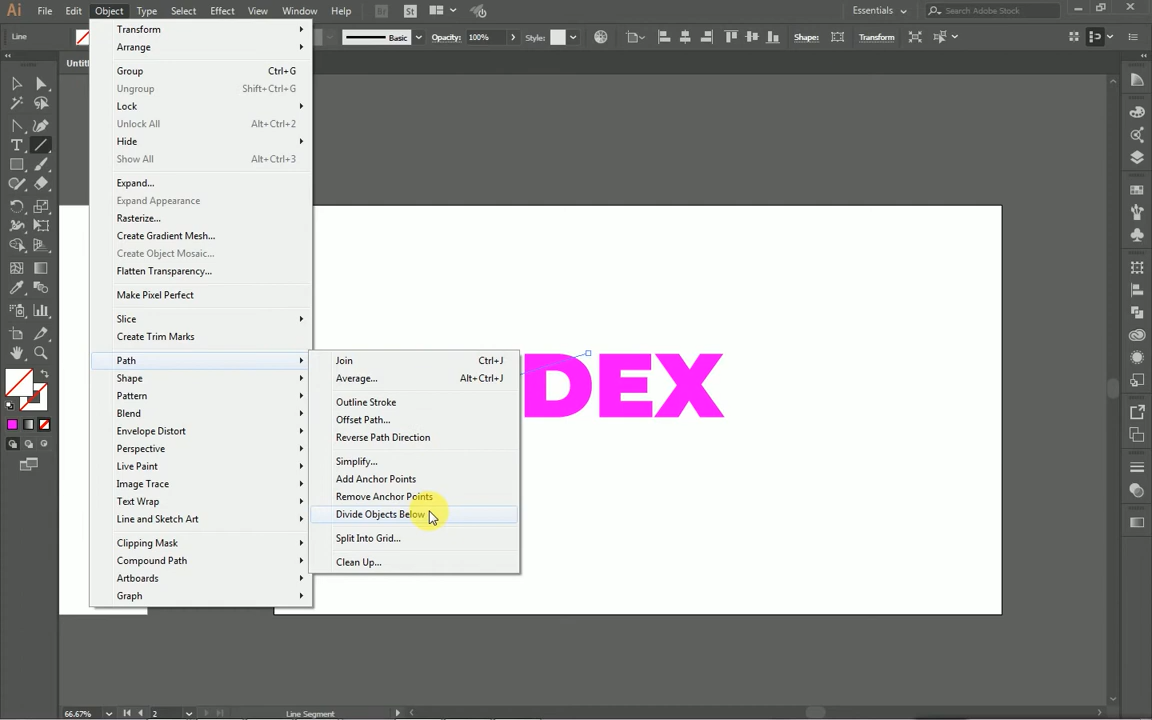 Ai File Edit Object Type Select Effect View Window Help Br St Essentials Search Adobe Stock
Line Basic Opacity: 100% Style: Shape: Transform
Untitl
Transform
Arrange
Group Ctrl+G
Ungroup Shift+Ctrl+G
Lock
Unlock All Alt+Ctrl+2
Hide
Show All Alt+Ctrl+3
Expand...
Expand Appearance
Rasterize...
Create Gradient Mesh...
Create Object Mosaic...
Flatten Transparency...
Make Pixel Perfect
Slice
Create Trim Marks
Path
Shape
Pattern
Blend
Envelope Distort
Perspective
Live Paint
Image Trace
Text Wrap
Line and Sketch Art
Clipping Mask
Compound Path
Artboards
Graph
Join Ctrl+J
Average... Alt+Ctrl+J
Outline Stroke
Offset Path...
Reverse Path Direction
Simplify...
Add Anchor Points
Remove Anchor Points
Divide Objects Below
Split Into Grid...
Clean Up...
DEX
66.67% 2 Line Segment